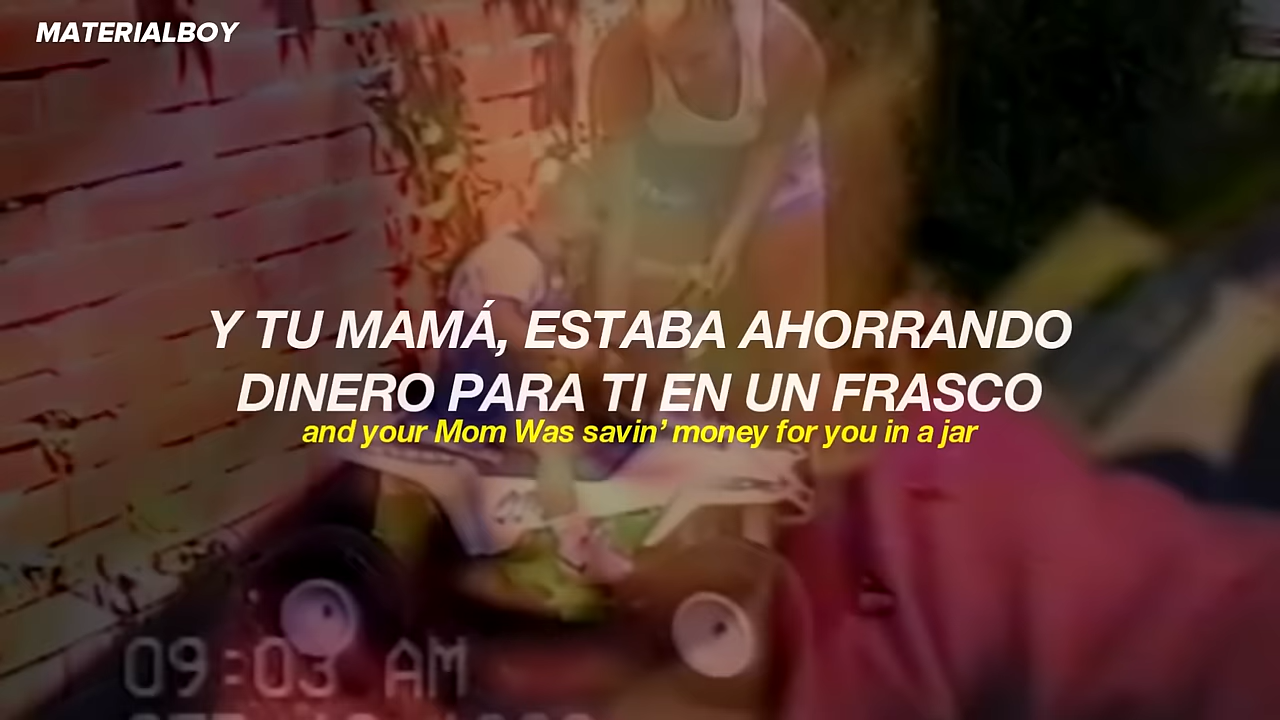 MATERIALBOY
Y TU MAMÁ, ESTABA AHORRANDO
DINERO PARA TI EN UN FRASCO
and your Mom Was savin’ money for you in a jar
09:03 AM